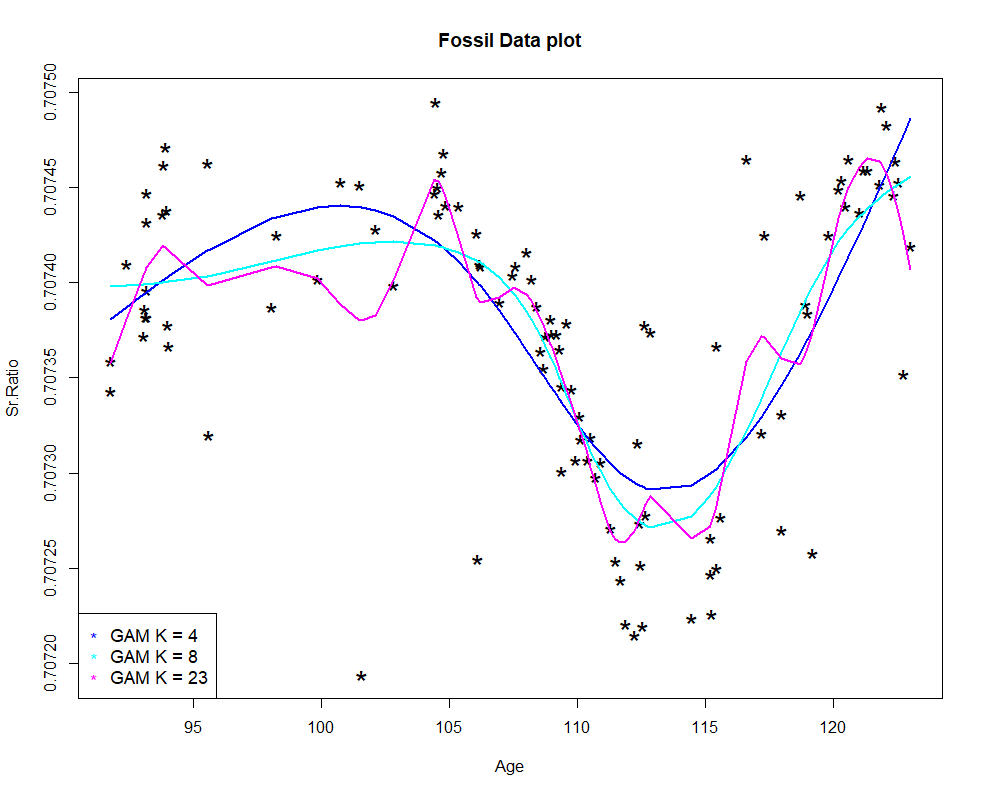 Fossil Data plot
0.70750
0.70745
0.70740
0.70735
0.70730
0.70725
0.70720
Sr.Ratio
* GAM K = 4
* GAM K = 8
* GAM K = 23
95 100 105 110 115 120
Age